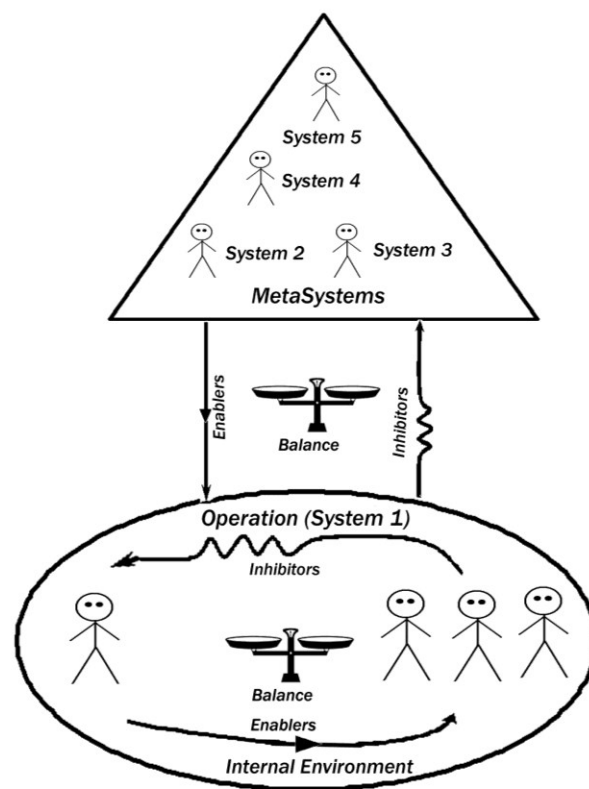 System 5
System 4
System 2
System 3
MetaSystems
Enablers
Balance
Inhibitors
Operation (System 1)
Inhibitors
Balance
Enablers
Internal Environment